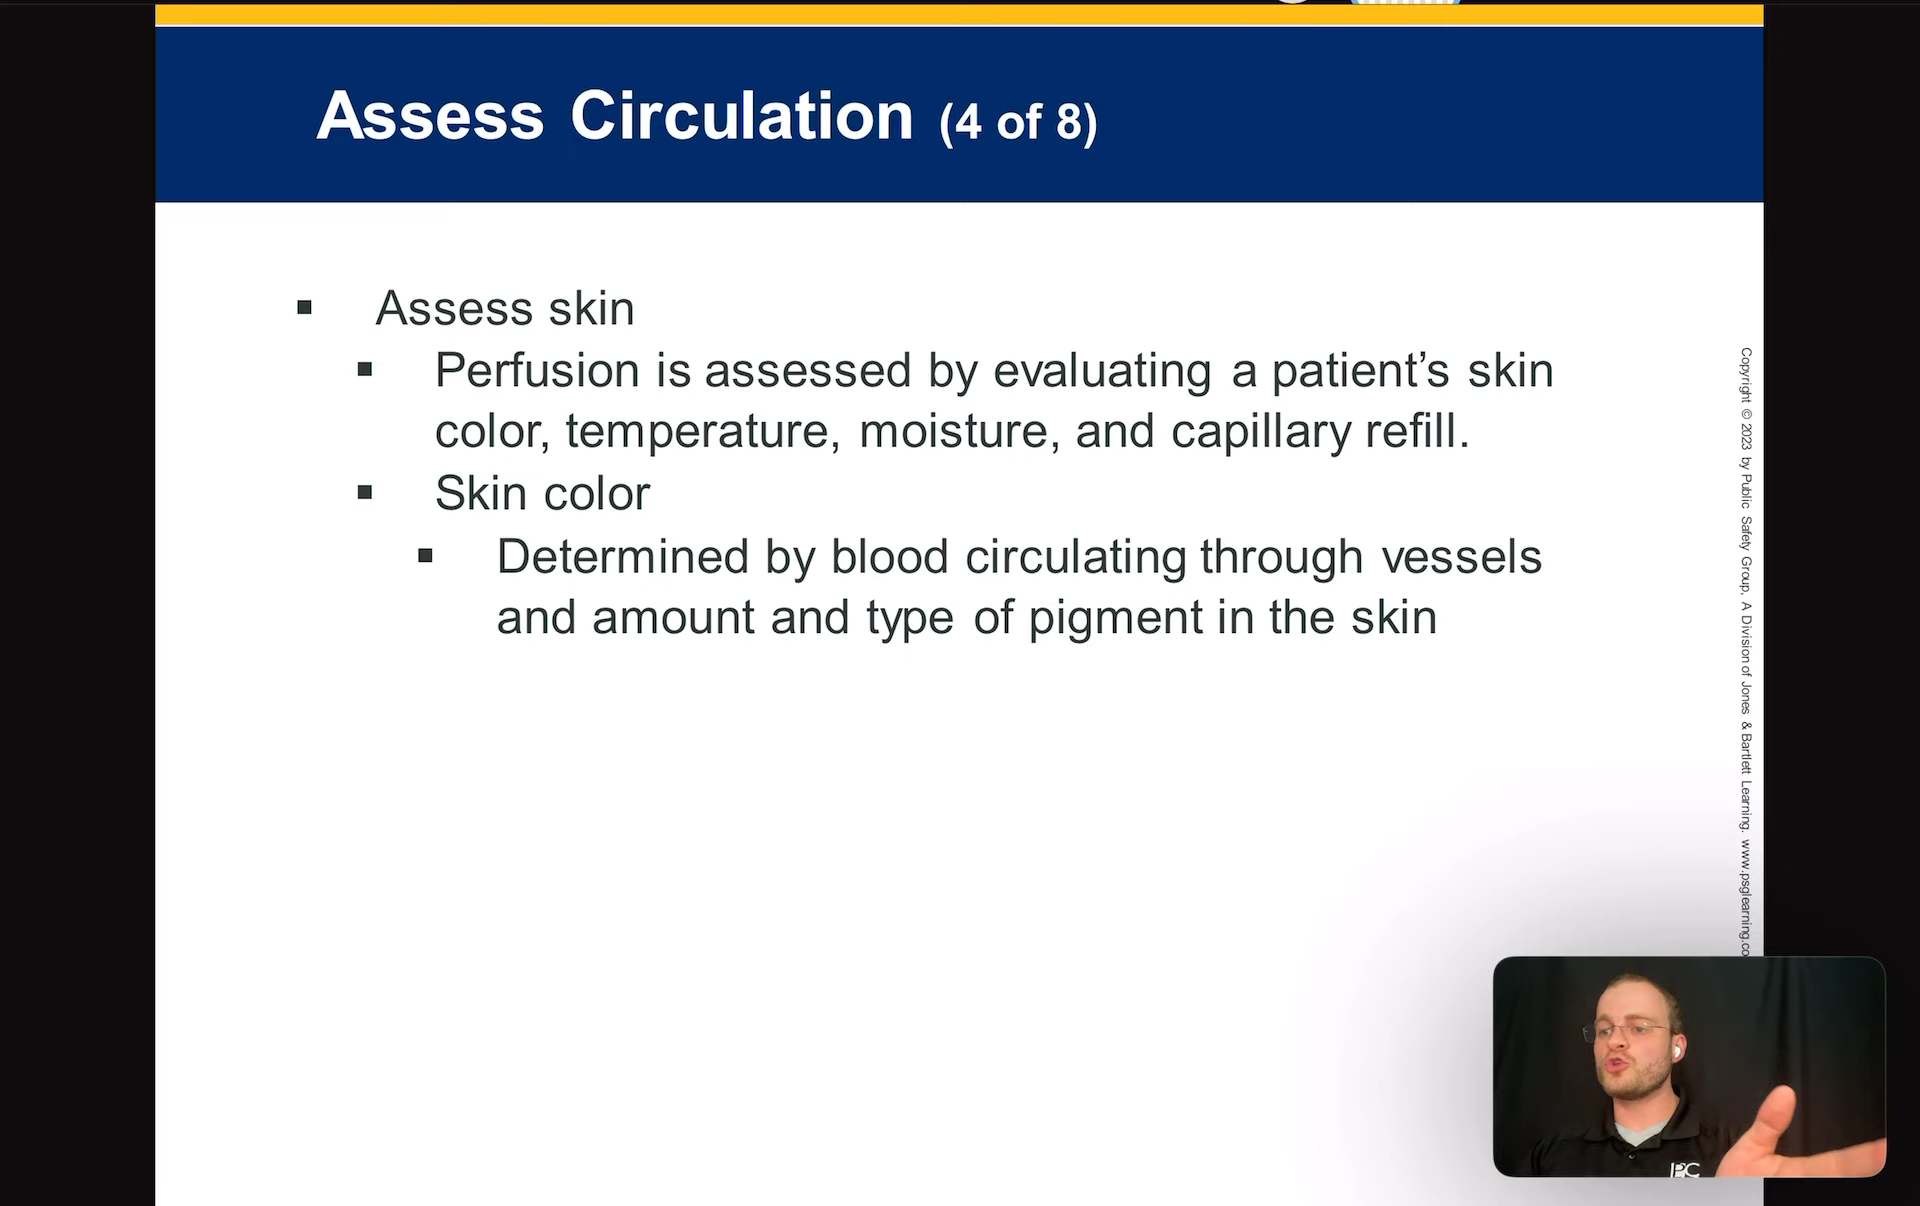 Assess Circulation (4 of 8)
▪ Assess skin
▪ Perfusion is assessed by evaluating a patient’s skin
color, temperature, moisture, and capillary refill.
▪ Skin color
▪ Determined by blood circulating through vessels
and amount and type of pigment in the skin
Copyright © 2023 by Public Safety Group, A Division of Jones & Bartlett Learning. www.psglearning.co